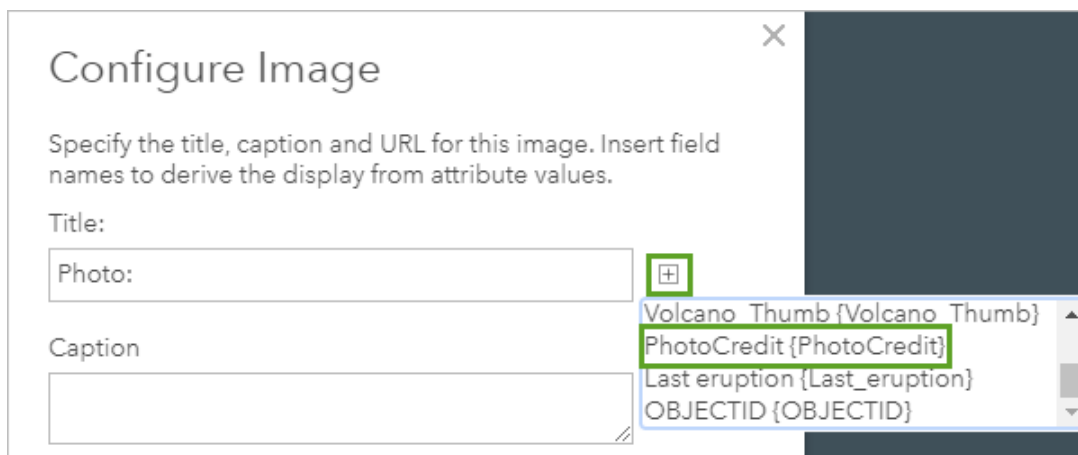 Configure Image
Specify the title, caption and URL for this image. Insert field
names to derive the display from attribute values.
Title:
Photo:
Volcano_Thumb {Volcano_Thumb}
PhotoCredit {PhotoCredit}
Caption
Last eruption {Last_eruption}
OBJECTID {OBJECTID}